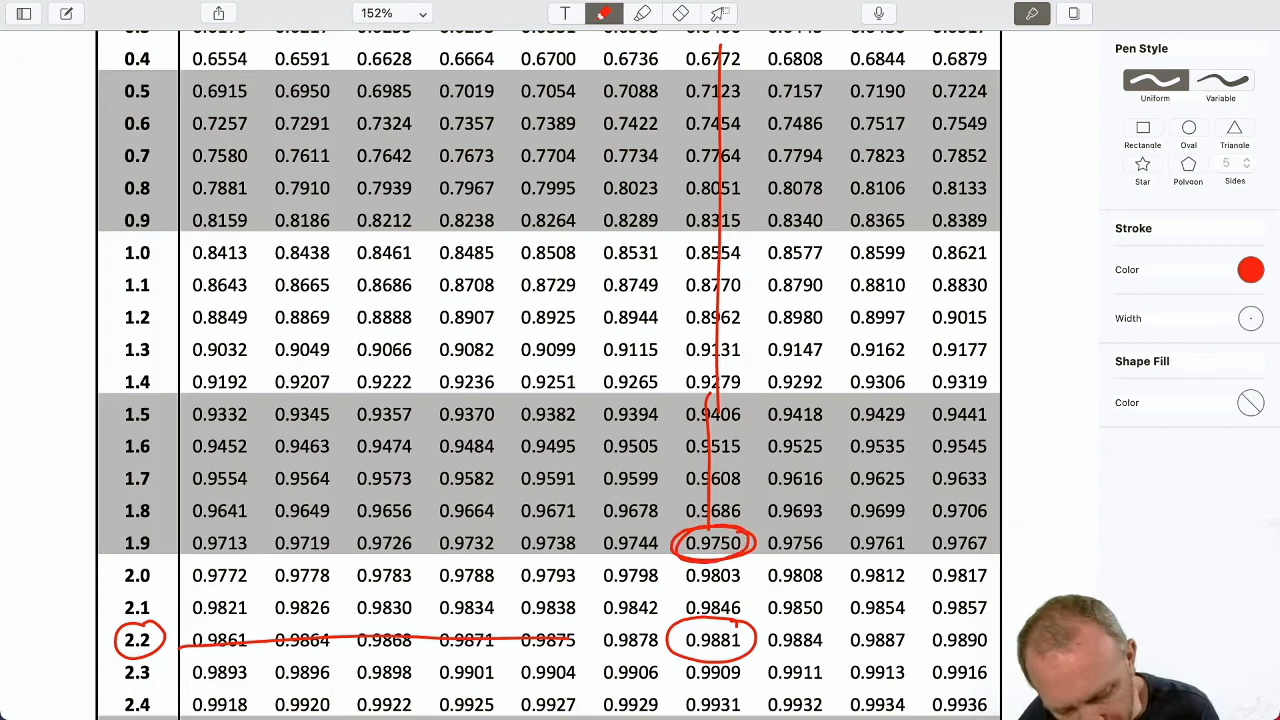 152%
T
0.4 0.6554 0.6591 0.6628 0.6664 0.6700 0.6736 0.6772 0.6808 0.6844 0.6879
0.5 0.6915 0.6950 0.6985 0.7019 0.7054 0.7088 0.7123 0.7157 0.7190 0.7224
0.6 0.7257 0.7291 0.7324 0.7357 0.7389 0.7422 0.7454 0.7486 0.7517 0.7549
0.7 0.7580 0.7611 0.7642 0.7673 0.7704 0.7734 0.7764 0.7794 0.7823 0.7852
0.8 0.7881 0.7910 0.7939 0.7967 0.7995 0.8023 0.8051 0.8078 0.8106 0.8133
0.9 0.8159 0.8186 0.8212 0.8238 0.8264 0.8289 0.8315 0.8340 0.8365 0.8389
1.0 0.8413 0.8438 0.8461 0.8485 0.8508 0.8531 0.8554 0.8577 0.8599 0.8621
1.1 0.8643 0.8665 0.8686 0.8708 0.8729 0.8749 0.8770 0.8790 0.8810 0.8830
1.2 0.8849 0.8869 0.8888 0.8907 0.8925 0.8944 0.8962 0.8980 0.8997 0.9015
1.3 0.9032 0.9049 0.9066 0.9082 0.9099 0.9115 0.9131 0.9147 0.9162 0.9177
1.4 0.9192 0.9207 0.9222 0.9236 0.9251 0.9265 0.9279 0.9292 0.9306 0.9319
1.5 0.9332 0.9345 0.9357 0.9370 0.9382 0.9394 0.9406 0.9418 0.9429 0.9441
1.6 0.9452 0.9463 0.9474 0.9484 0.9495 0.9505 0.9515 0.9525 0.9535 0.9545
1.7 0.9554 0.9564 0.9573 0.9582 0.9591 0.9599 0.9608 0.9616 0.9625 0.9633
1.8 0.9641 0.9649 0.9656 0.9664 0.9671 0.9678 0.9686 0.9693 0.9699 0.9706
1.9 0.9713 0.9719 0.9726 0.9732 0.9738 0.9744 0.9750 0.9756 0.9761 0.9767
2.0 0.9772 0.9778 0.9783 0.9788 0.9793 0.9798 0.9803 0.9808 0.9812 0.9817
2.1 0.9821 0.9826 0.9830 0.9834 0.9838 0.9842 0.9846 0.9850 0.9854 0.9857
2.2 0.9861 0.9864 0.9868 0.9871 0.9875 0.9878 0.9881 0.9884 0.9887 0.9890
2.3 0.9893 0.9896 0.9898 0.9901 0.9904 0.9906 0.9909 0.9911 0.9913 0.9916
2.4 0.9918 0.9920 0.9922 0.9925 0.9927 0.9929 0.9931 0.9932 0.9934 0.9936
Pen Style
Uniform Variable
Rectangle Oval Triangle
5
Star Polygon Sides
Stroke
Color
Width
Shape Fill
Color